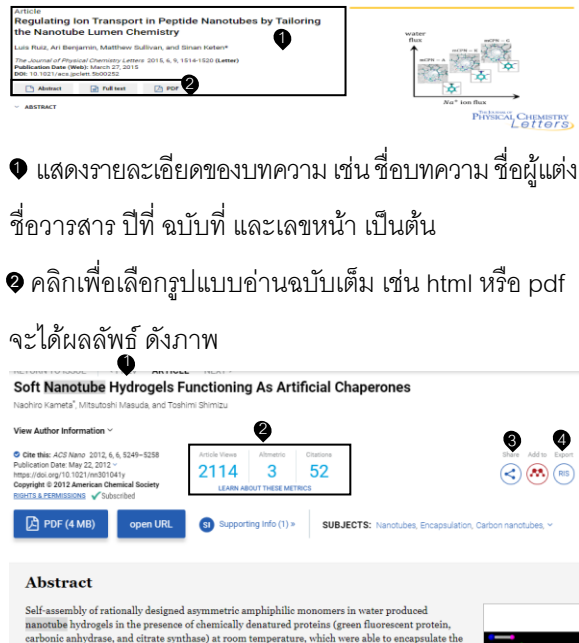 Article
Regulating Ion Transport in Peptide Nanotubes by Tailoring
the Nanotube Lumen Chemistry
1
Luis Ruiz, Ari Benjamin, Matthew Sullivan, and Sinan Keten*
The Journal of Physical Chemistry Letters 2015, 6, 9, 1514-1520 (Letter)
Publication Date (Web): March 27, 2015
DOI: 10.1021/acs.jpclett.5b00252
2
Abstract Full text PDF
ABSTRACT
water
flux
Na+ ion flux
THE JOURNAL OF
PHYSICAL CHEMISTRY
Letters
1 แสดงรายละเอียดของบทความ เช่น ชื่อบทความ ชื่อผู้แต่ง
ชื่อวารสาร ปีที่ ฉบับที่ และเลขหน้า เป็นต้น
2 คลิกเพื่อเลือกรูปแบบอ่านฉบับเต็ม เช่น html หรือ pdf
จะได้ผลลัพธ์ ดังภาพ
RETURN TO ISSUE ARTICLE NEXT
1
Soft Nanotube Hydrogels Functioning As Artificial Chaperones
Naohiro Kameta*, Mitsutoshi Masuda, and Toshimi Shimizu
View Author Information
2 3 4
Cite this: ACS Nano 2012, 6, 6, 5249–5258
Publication Date: May 22, 2012
https://doi.org/10.1021/nn301041y
Copyright © 2012 American Chemical Society
RIGHTS & PERMISSIONS Subscribed
Article Views Altmetric Citations
2114 3 52
LEARN ABOUT THESE METRICS
Share Add to Export
RIS
PDF (4 MB) open URL SI Supporting Info (1) » SUBJECTS: Nanotubes, Encapsulation, Carbon nanotubes,
Abstract
Self-assembly of rationally designed asymmetric amphiphilic monomers in water produced
nanotube hydrogels in the presence of chemically denatured proteins (green fluorescent protein,
carbonic anhydrase, and citrate synthase) at room temperature, which were able to encapsulate the